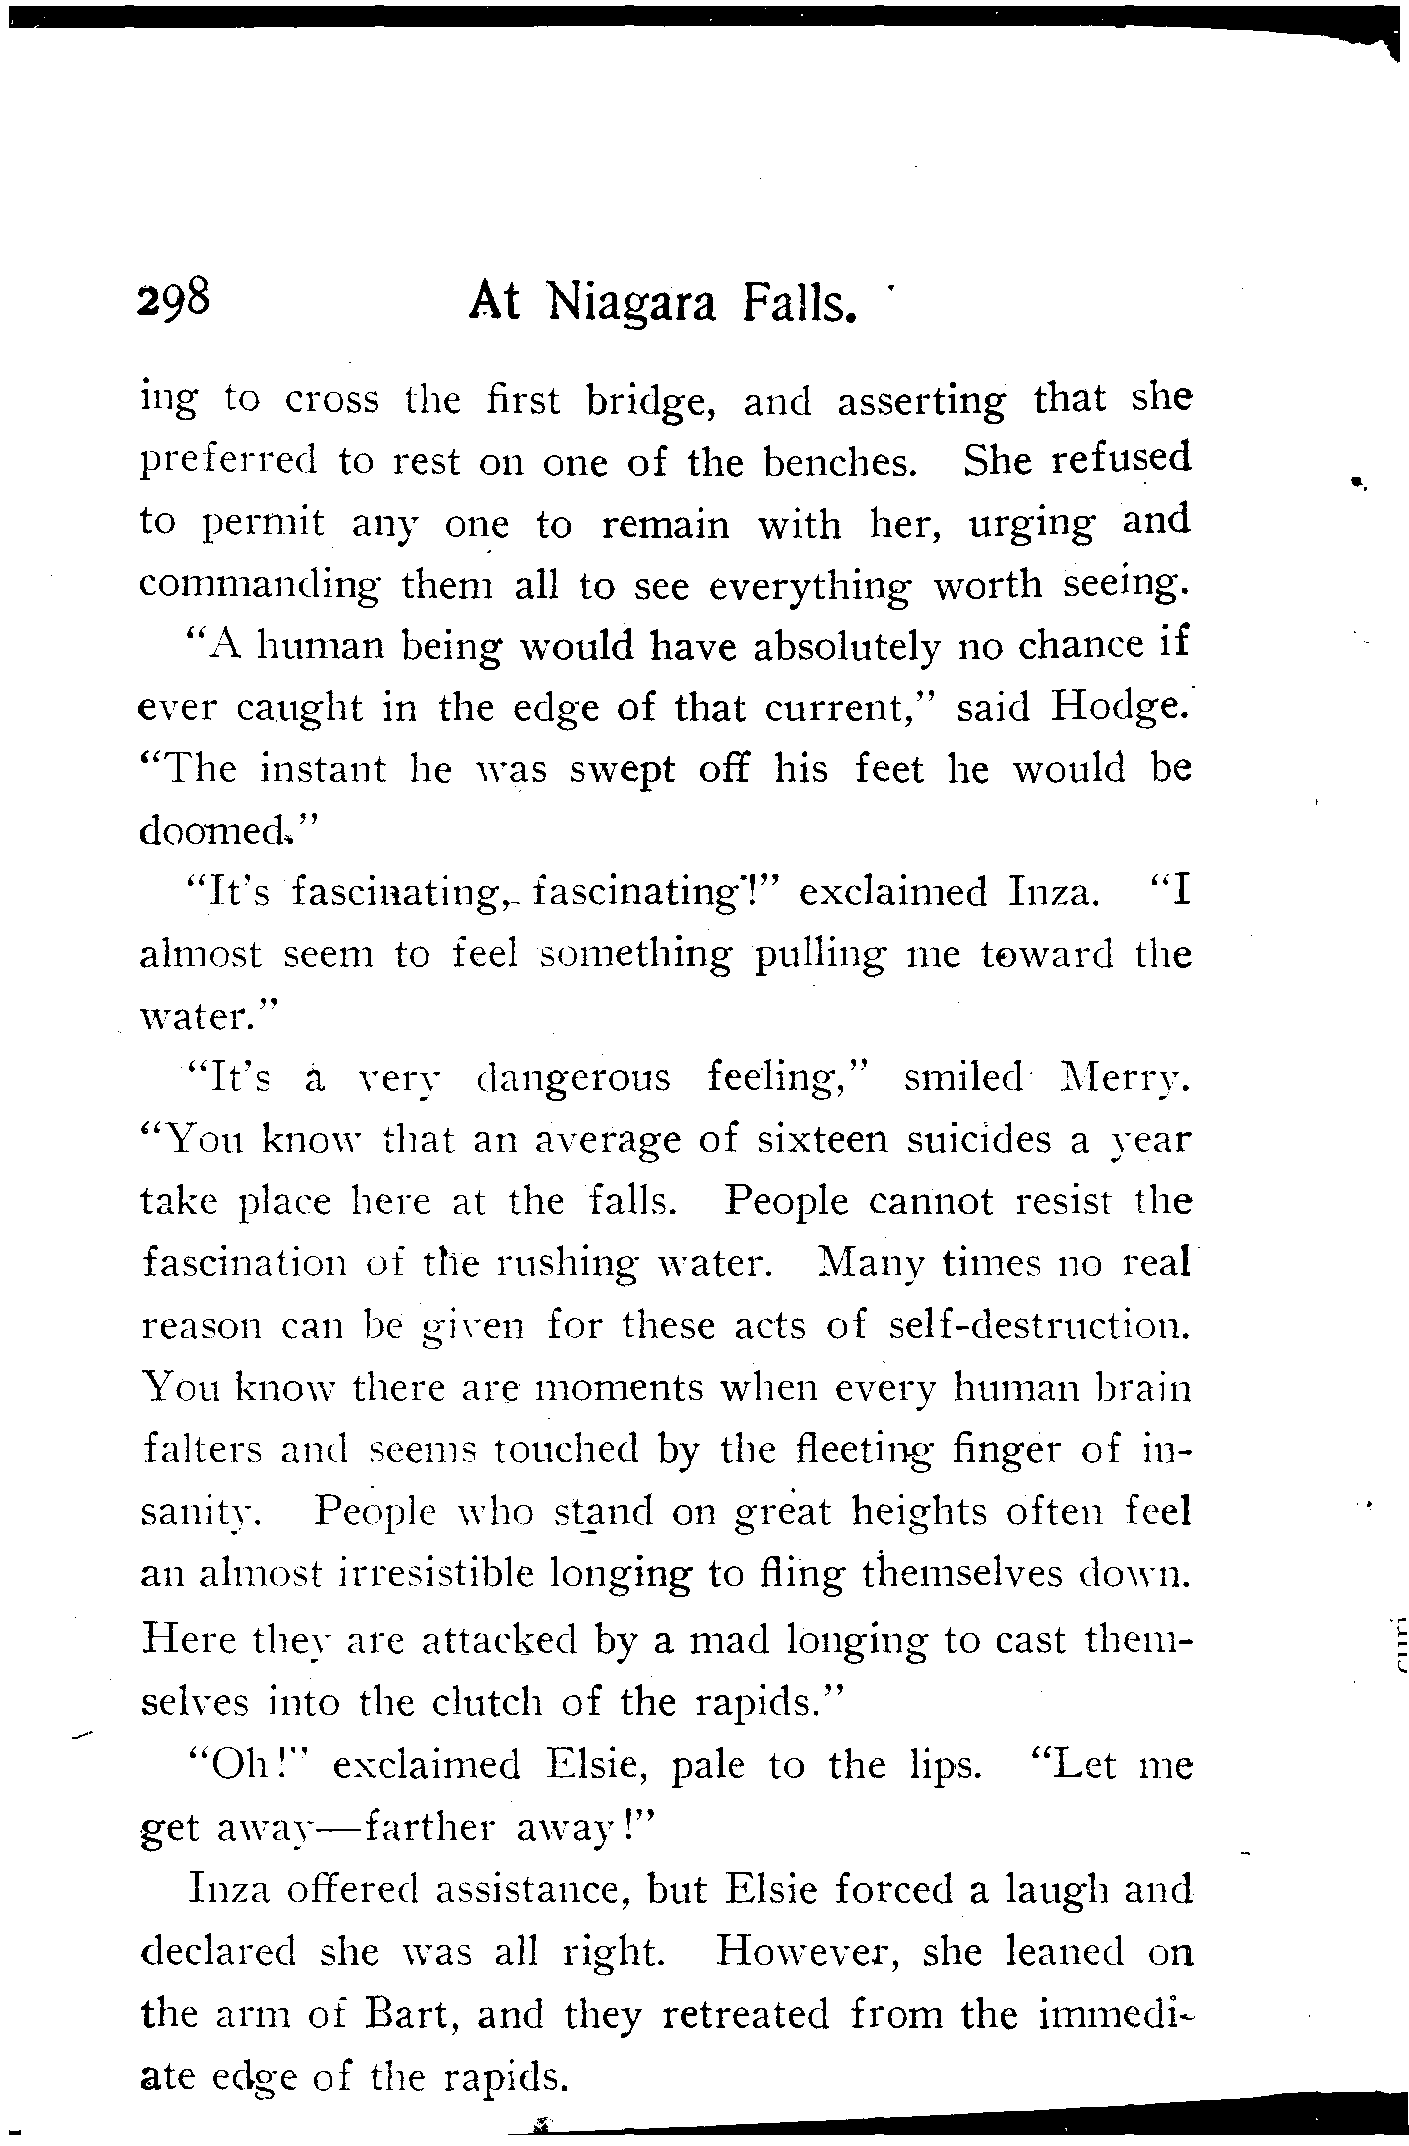 298 At Niagara Falls.
ing to cross the first bridge, and asserting that she
preferred to rest on one of the benches. She refused
to permit any one to remain with her, urging and
commanding them all to see everything worth seeing.
"A human being would have absolutely no chance if
ever caught in the edge of that current," said Hodge.
"The instant he was swept off his feet he would be
doomed."
"It's fascinating, fascinating!" exclaimed Inza. "I
almost seem to feel something pulling me toward the
water."
"It's a very dangerous feeling," smiled Merry.
"You know that an average of sixteen suicides a year
take place here at the falls. People cannot resist the
fascination of the rushing water. Many times no real
reason can be given for these acts of self-destruction.
You know there are moments when every human brain
falters and seems touched by the fleeting finger of in-
sanity. People who stand on great heights often feel
an almost irresistible longing to fling themselves down.
Here they are attacked by a mad longing to cast them-
selves into the clutch of the rapids."
"Oh!" exclaimed Elsie, pale to the lips. "Let me
get away—farther away!"
Inza offered assistance, but Elsie forced a laugh and
declared she was all right. However, she leaned on
the arm of Bart, and they retreated from the immedi-
ate edge of the rapids.